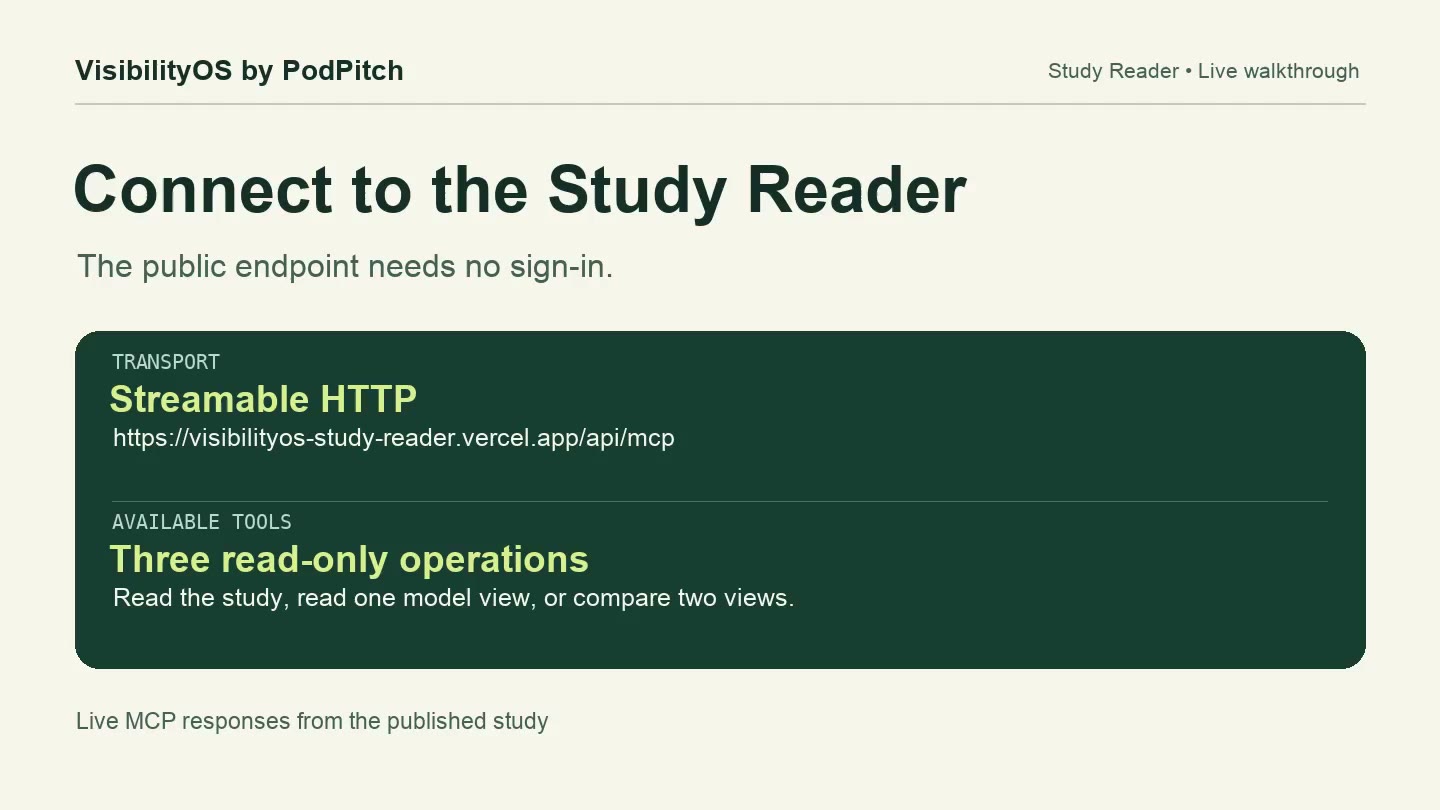 VisibilityOS by PodPitch
Study Reader • Live walkthrough
Connect to the Study Reader
The public endpoint needs no sign-in.
TRANSPORT
Streamable HTTP
https://visibilityos-study-reader.vercel.app/api/mcp
AVAILABLE TOOLS
Three read-only operations
Read the study, read one model view, or compare two views.
Live MCP responses from the published study